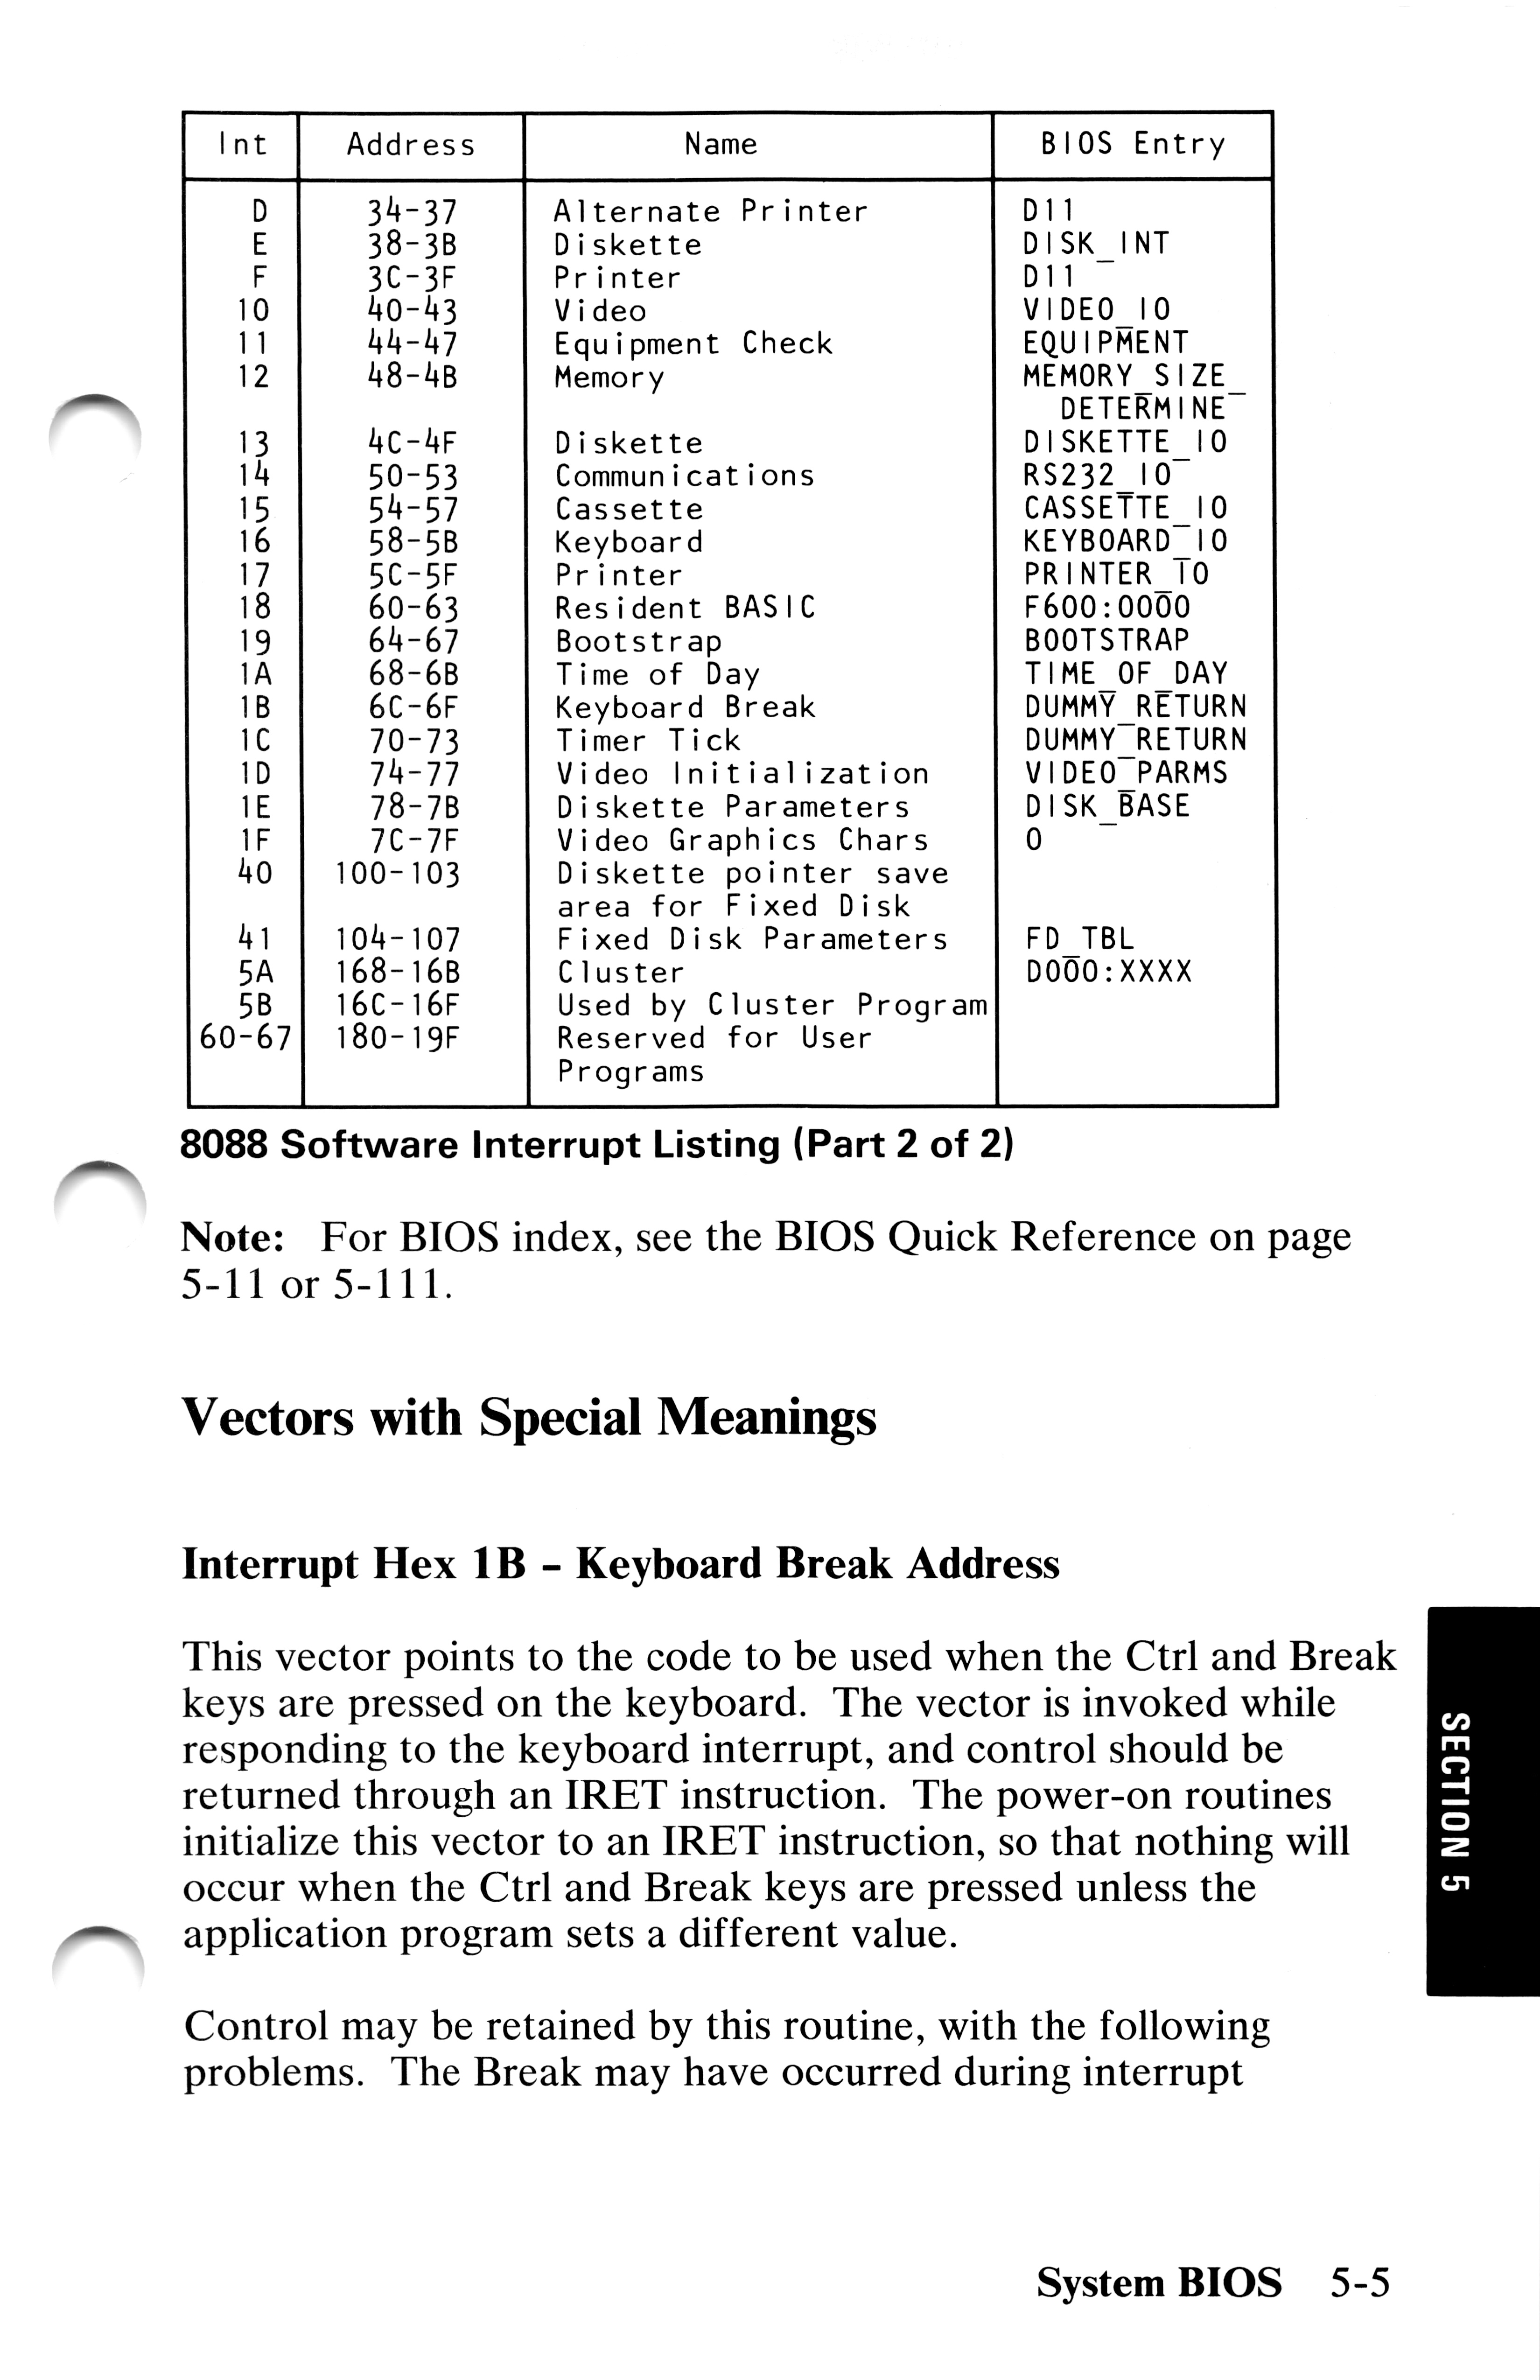 Int Address Name BIOS Entry
D 34-37 Alternate Printer D11
E 38-3B Diskette DISK_INT
F 3C-3F Printer D11
10 40-43 Video VIDEO_IO
11 44-47 Equipment Check EQUIPMENT
12 48-4B Memory MEMORY_SIZE_
DETERMINE
13 4C-4F Diskette DISKETTE_IO
14 50-53 Communications RS232_IO
15 54-57 Cassette CASSETTE_IO
16 58-5B Keyboard KEYBOARD_IO
17 5C-5F Printer PRINTER_IO
18 60-63 Resident BASIC F600:0000
19 64-67 Bootstrap BOOTSTRAP
1A 68-6B Time of Day TIME_OF_DAY
1B 6C-6F Keyboard Break DUMMY_RETURN
1C 70-73 Timer Tick DUMMY_RETURN
1D 74-77 Video Initialization VIDEO_PARMS
1E 78-7B Diskette Parameters DISK_BASE
1F 7C-7F Video Graphics Chars 0
40 100-103 Diskette pointer save
area for Fixed Disk
41 104-107 Fixed Disk Parameters FD_TBL
5A 168-16B Cluster D000:XXXX
5B 16C-16F Used by Cluster Program
60-67 180-19F Reserved for User
Programs
8088 Software Interrupt Listing (Part 2 of 2)
Note: For BIOS index, see the BIOS Quick Reference on page
5-11 or 5-111.
Vectors with Special Meanings
Interrupt Hex 1B - Keyboard Break Address
This vector points to the code to be used when the Ctrl and Break
keys are pressed on the keyboard. The vector is invoked while
responding to the keyboard interrupt, and control should be
returned through an IRET instruction. The power-on routines
initialize this vector to an IRET instruction, so that nothing will
occur when the Ctrl and Break keys are pressed unless the
application program sets a different value.
Control may be retained by this routine, with the following
problems. The Break may have occurred during interrupt
SECTION 5
System BIOS 5-5